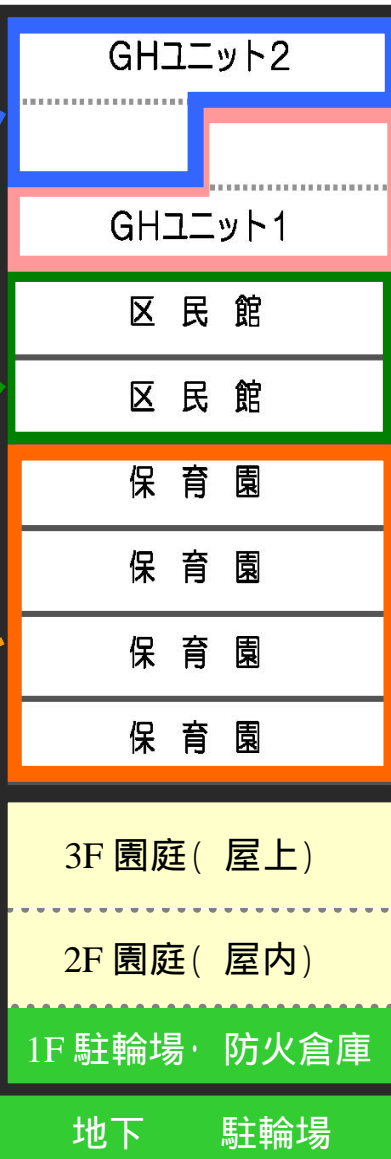 GHユニット2
GHユニット1
区 民 館
区 民 館
保 育 園
保 育 園
保 育 園
保 育 園
3F 園庭( 屋上)
2F 園庭( 屋内)
1F 駐輪場· 防火倉庫
地下 駐輪場